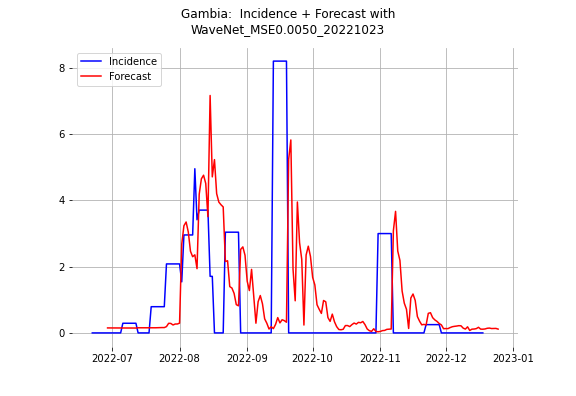 Gambia:  Incidence + Forecast with
WaveNet_MSE0.0050_20221023
Incidence
Forecast
8
6
4
2
0
2022-07 2022-08 2022-09 2022-10 2022-11 2022-12 2023-01